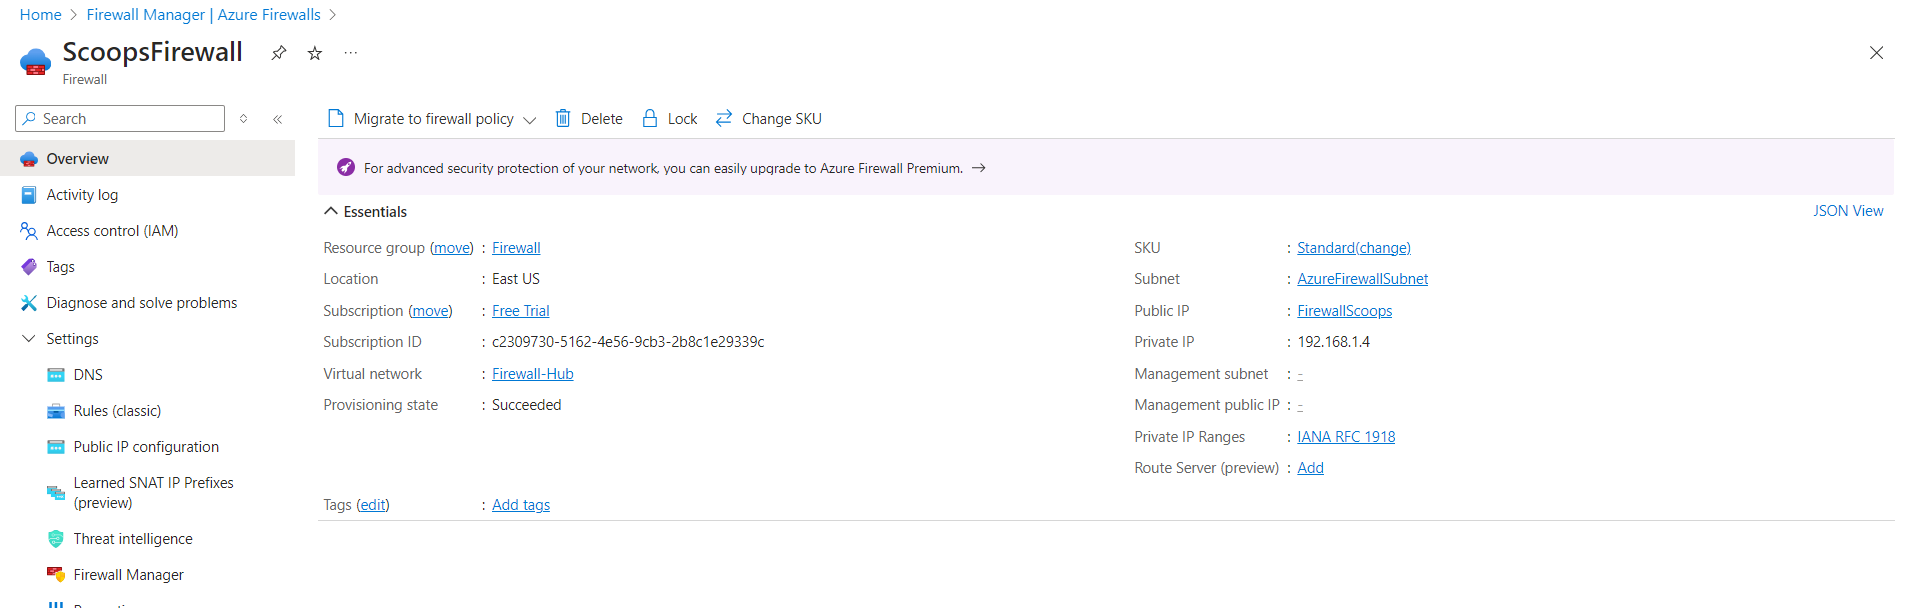 Home > Firewall Manager | Azure Firewalls >
ScoopsFirewall
...
Firewall
Search
Overview
Activity log
Access control (IAM)
Tags
Diagnose and solve problems
Settings
DNS
Rules (classic)
Public IP configuration
Learned SNAT IP Prefixes
(preview)
Threat intelligence
Firewall Manager
Migrate to firewall policy
Delete
Lock
Change SKU
For advanced security protection of your network, you can easily upgrade to Azure Firewall Premium. →
Essentials
JSON View
Resource group (move) : Firewall
Location : East US
Subscription (move) : Free Trial
Subscription ID : c2309730-5162-4e56-9cb3-2b8c1e29339c
Virtual network : Firewall-Hub
Provisioning state : Succeeded
SKU : Standard(change)
Subnet : AzureFirewallSubnet
Public IP : FirewallScoops
Private IP : 192.168.1.4
Management subnet : -
Management public IP : -
Private IP Ranges : IANA RFC 1918
Route Server (preview) : Add
Tags (edit) : Add tags